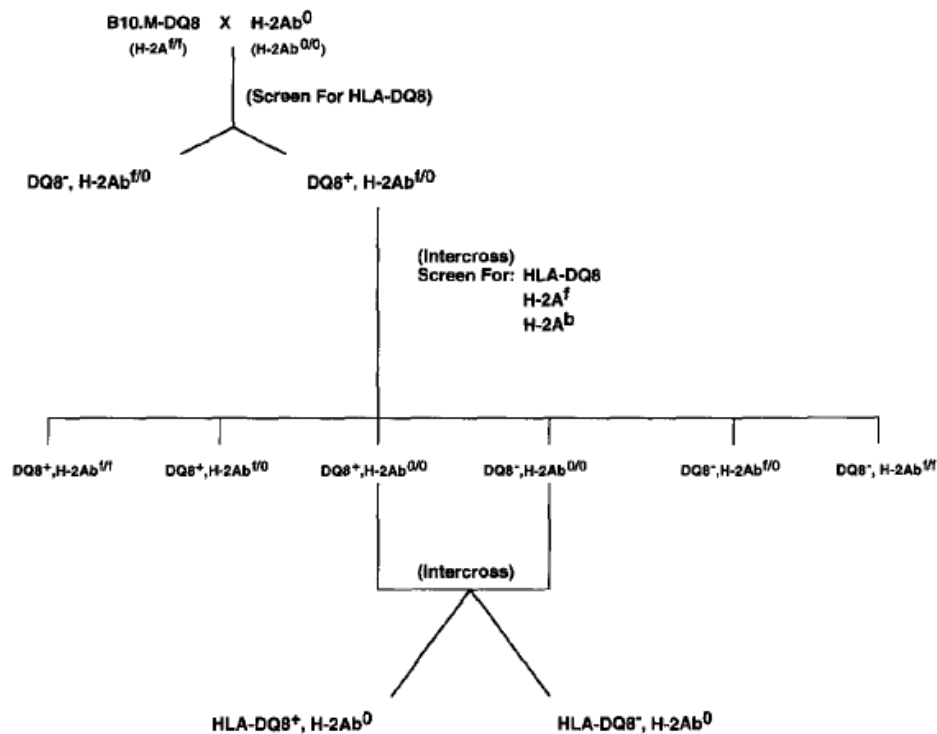 B10.M-DQ8 X H-2Ab⁰
(H-2Aᶠ/ᶠ) (H-2Ab⁰/⁰)
(Screen For HLA-DQ8)
DQ8⁻, H-2Abᶠ/⁰ DQ8⁺, H-2Abᶠ/⁰
(Intercross)
Screen For: HLA-DQ8
H-2Aᶠ
H-2Aᵇ
DQ8⁺,H-2Abᶠ/ᶠ DQ8⁺,H-2Abᶠ/⁰ DQ8⁺,H-2Ab⁰/⁰ DQ8⁻,H-2Ab⁰/⁰ DQ8⁻,H-2Abᶠ/⁰ DQ8⁻, H-2Abᶠ/ᶠ
(Intercross)
HLA-DQ8⁺, H-2Ab⁰ HLA-DQ8⁻, H-2Ab⁰